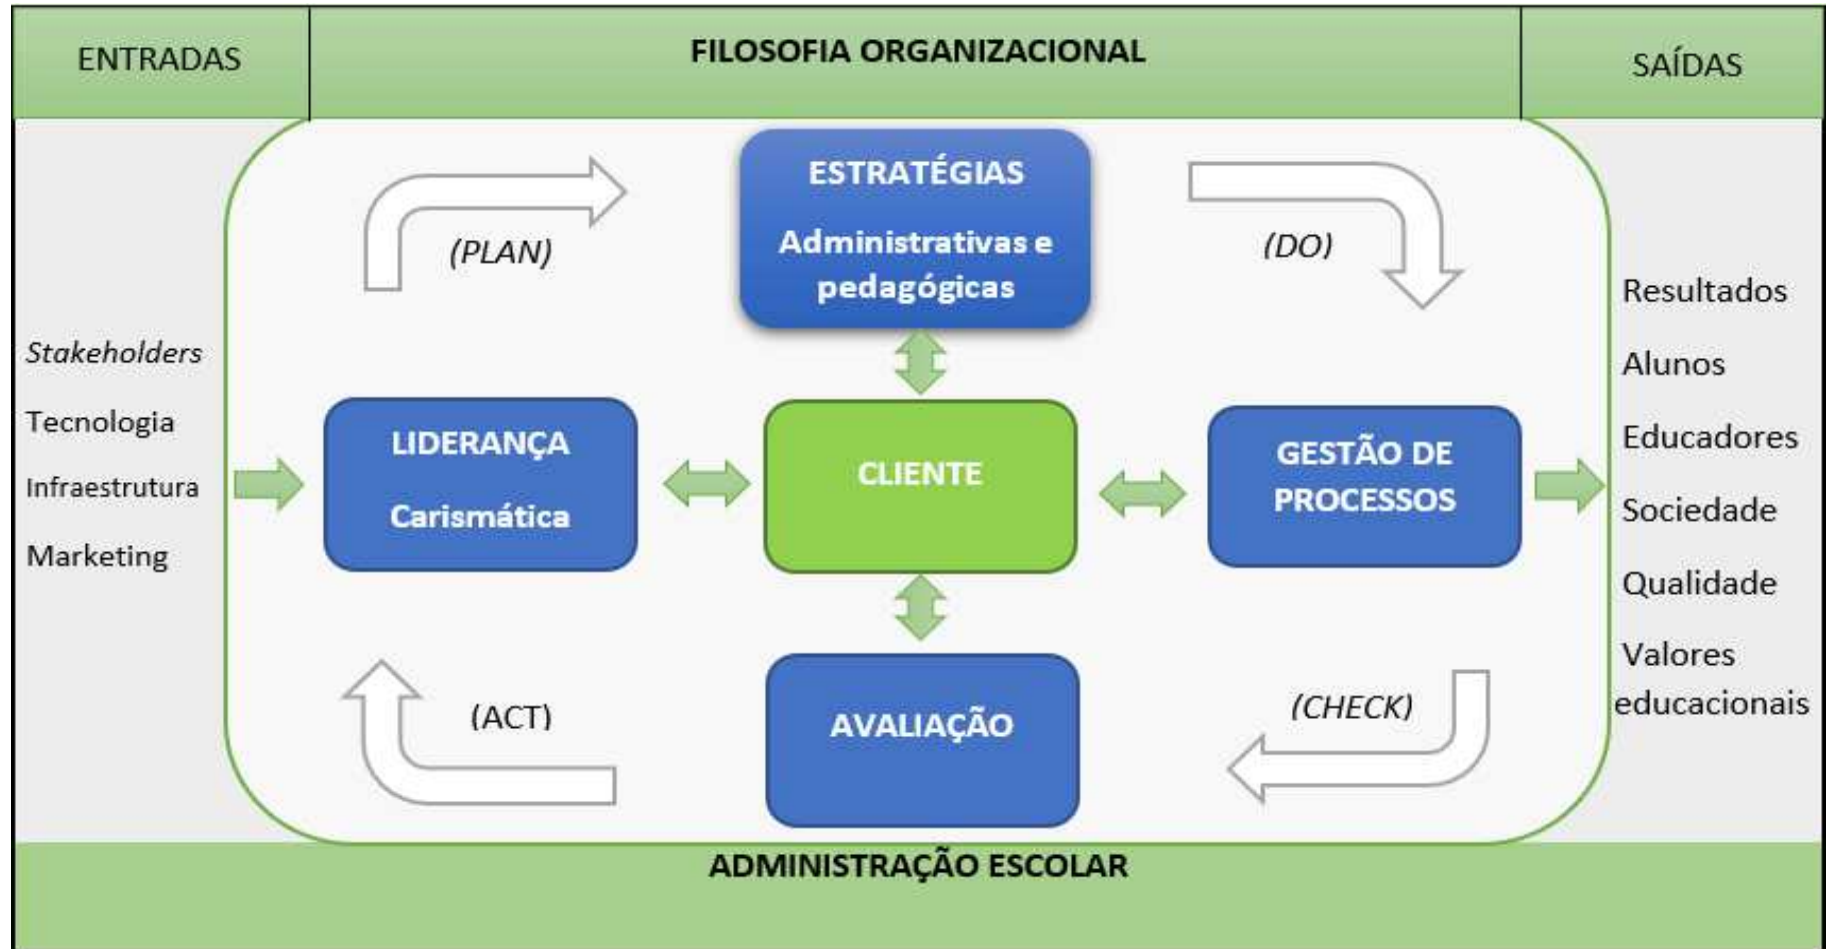 ENTRADAS
FILOSOFIA ORGANIZACIONAL
SAÍDAS
Stakeholders
Tecnologia
Infraestrutura
Marketing
(PLAN)
ESTRATÉGIAS
Administrativas e
pedagógicas
(DO)
LIDERANÇA
Carismática
CLIENTE
GESTÃO DE
PROCESSOS
(ACT)
AVALIAÇÃO
(CHECK)
Resultados
Alunos
Educadores
Sociedade
Qualidade
Valores
educacionais
ADMINISTRAÇÃO ESCOLAR